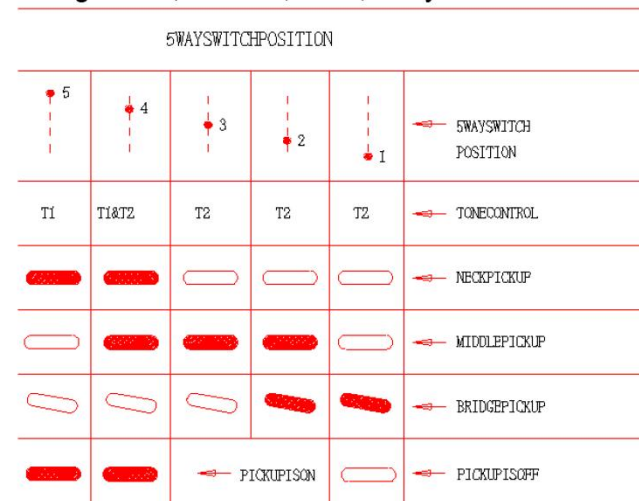 5WAYSWITCHPOSITION
5 4 3 2 1
5WAYSWITCH
POSITION
T1 T1&T2 T2 T2 T2 TONECONTROL
NECKPICKUP
MIDDLEPICKUP
BRIDGEPICKUP
PICKUPISON PICKUPISOFF